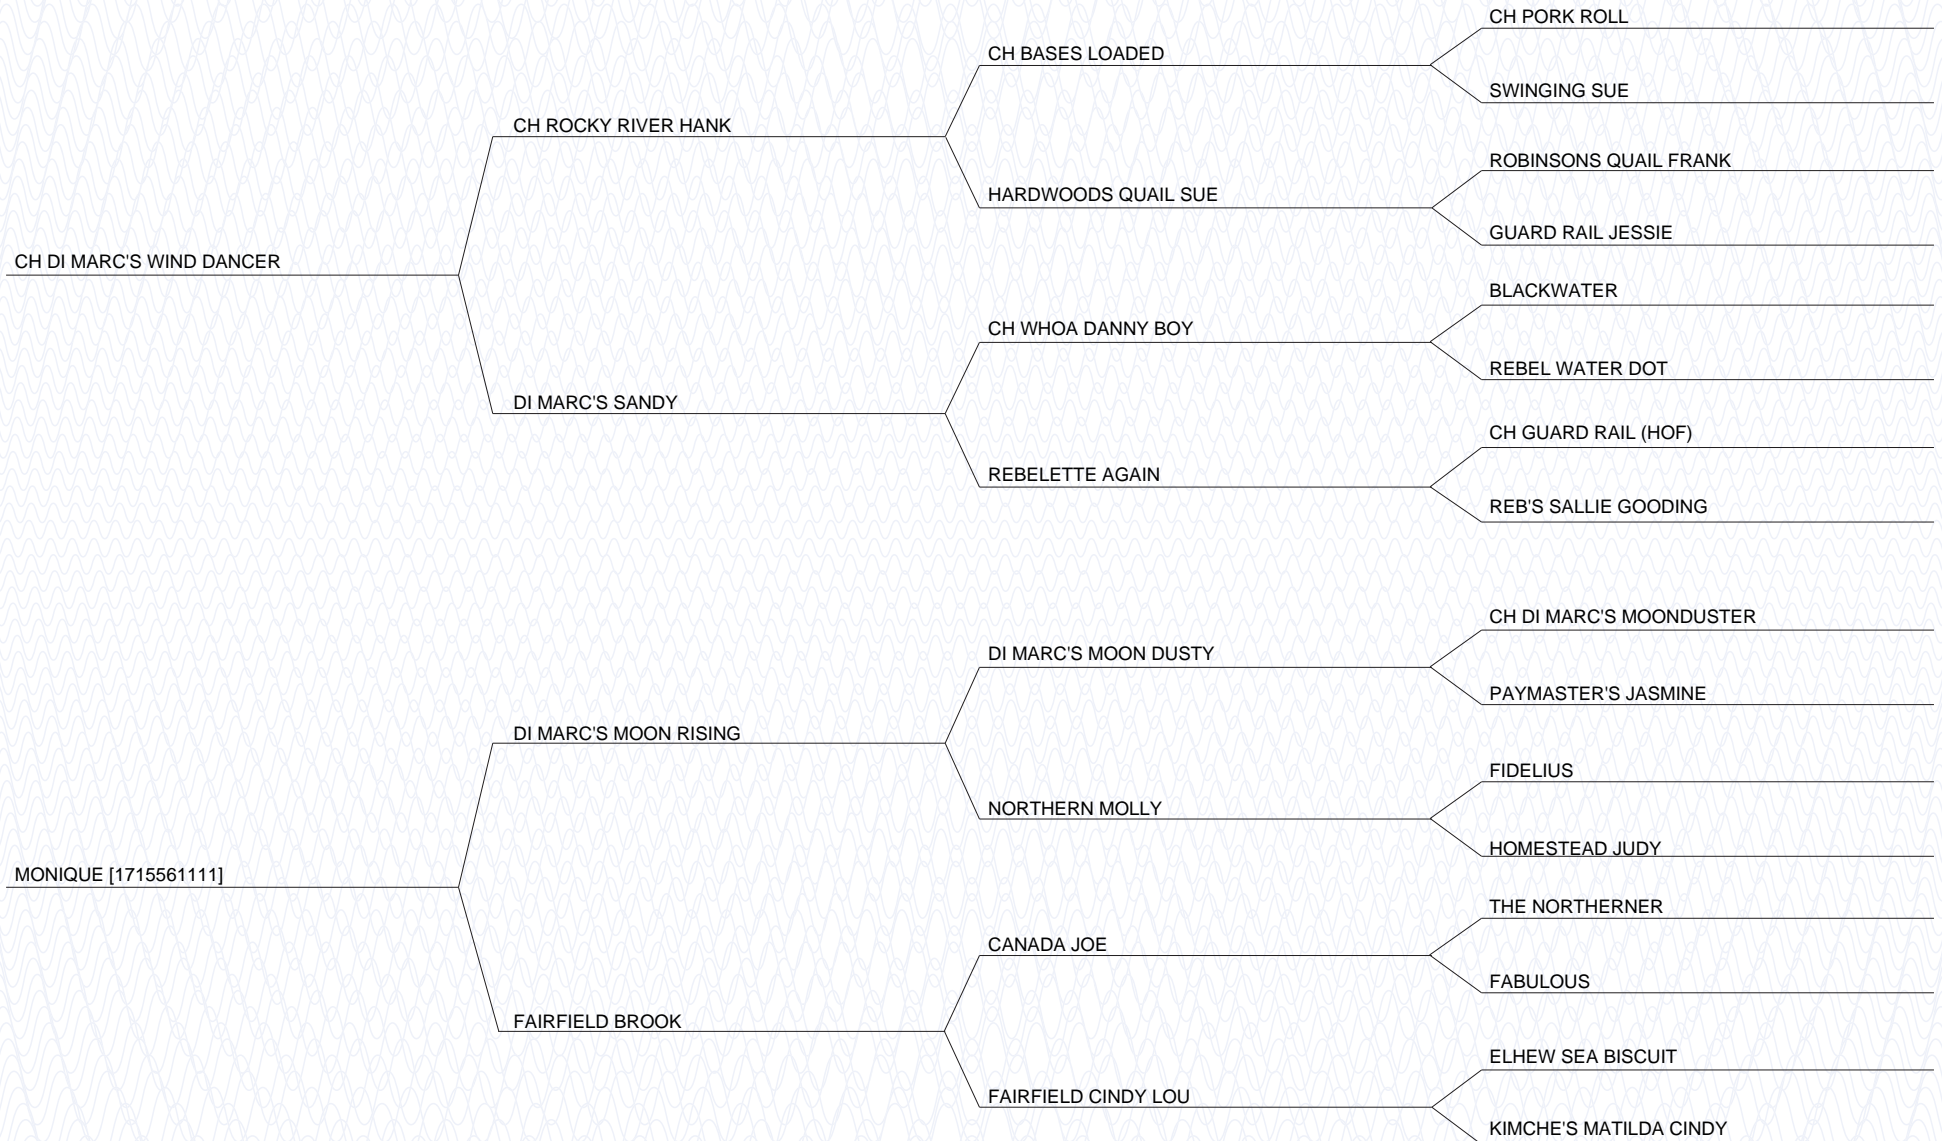 CH PORK ROLL
CH BASES LOADED
SWINGING SUE
CH ROCKY RIVER HANK
ROBINSONS QUAIL FRANK
HARDWOODS QUAIL SUE
GUARD RAIL JESSIE
CH DI MARC'S WIND DANCER
BLACKWATER
CH WHOA DANNY BOY
REBEL WATER DOT
DI MARC'S SANDY
CH GUARD RAIL (HOF)
REBELETTE AGAIN
REB'S SALLIE GOODING
CH DI MARC'S MOONDUSTER
DI MARC'S MOON DUSTY
PAYMASTER'S JASMINE
DI MARC'S MOON RISING
FIDELIUS
NORTHERN MOLLY
HOMESTEAD JUDY
MONIQUE [1715561111]
THE NORTHERNER
CANADA JOE
FABULOUS
FAIRFIELD BROOK
ELHEW SEA BISCUIT
FAIRFIELD CINDY LOU
KIMCHE'S MATILDA CINDY